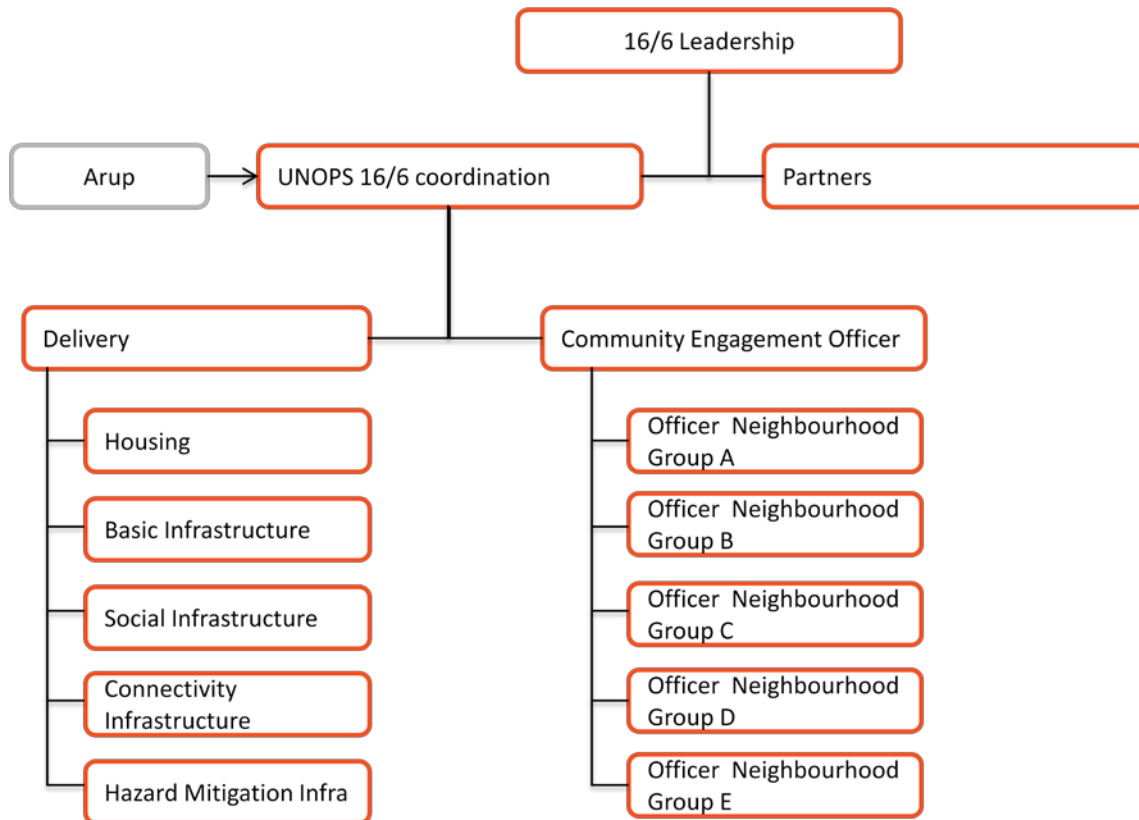 16/6 Leadership
Arup
UNOPS 16/6 coordination
Partners
Delivery
Community Engagement Officer
Housing
Officer Neighbourhood
Group A
Basic Infrastructure
Officer Neighbourhood
Group B
Social Infrastructure
Officer Neighbourhood
Group C
Connectivity
Infrastructure
Officer Neighbourhood
Group D
Hazard Mitigation Infra
Officer Neighbourhood
Group E